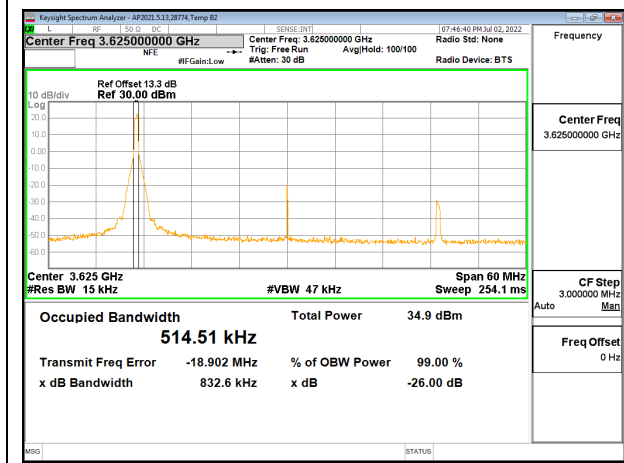 Keysight Spectrum Analyzer - AP2021.5.13,28774,Temp B2
LXI L RF 50 Ω DC SENSE:INT 07:46:40 PM Jul 02, 2022
Center Freq 3.625000000 GHz
NFE
#IFGain:Low
Center Freq: 3.625000000 GHz
Trig: Free Run Avg|Hold: 100/100
#Atten: 30 dB
Radio Std: None
Radio Device: BTS
Frequency
Ref Offset 13.3 dB
10 dB/div Ref 30.00 dBm
Log
20.0
10.0
0.00
-10.0
-20.0
-30.0
-40.0
-50.0
-60.0
Center 3.625 GHz Span 60 MHz
#Res BW 15 kHz #VBW 47 kHz Sweep 254.1 ms
Occupied Bandwidth Total Power 34.9 dBm
514.51 kHz
Transmit Freq Error -18.902 MHz % of OBW Power 99.00 %
x dB Bandwidth 832.6 kHz x dB -26.00 dB
Center Freq
3.625000000 GHz
CF Step
3.000000 MHz
Auto Man
Freq Offset
0 Hz
MSG STATUS